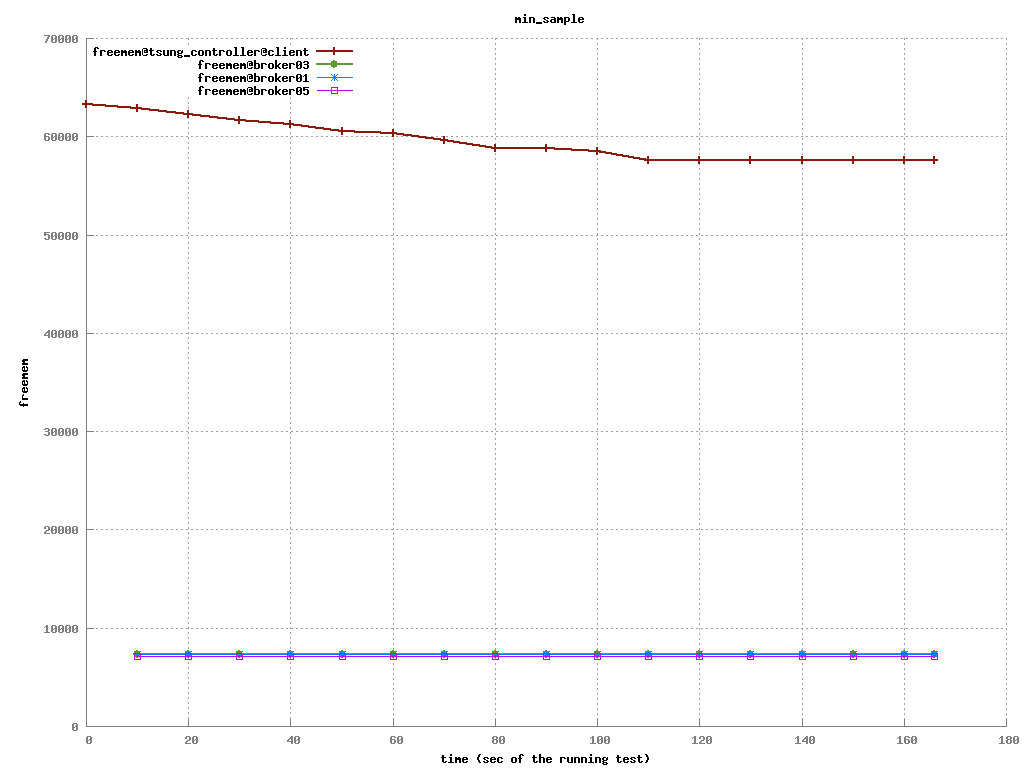 min_sample
70000
freemem@tsung_controller@client
freemem@broker03
freemem@broker01
freemem@broker05
60000
50000
40000
freemem
30000
20000
10000
0
0 20 40 60 80 100 120 140 160 180
time (sec of the running test)